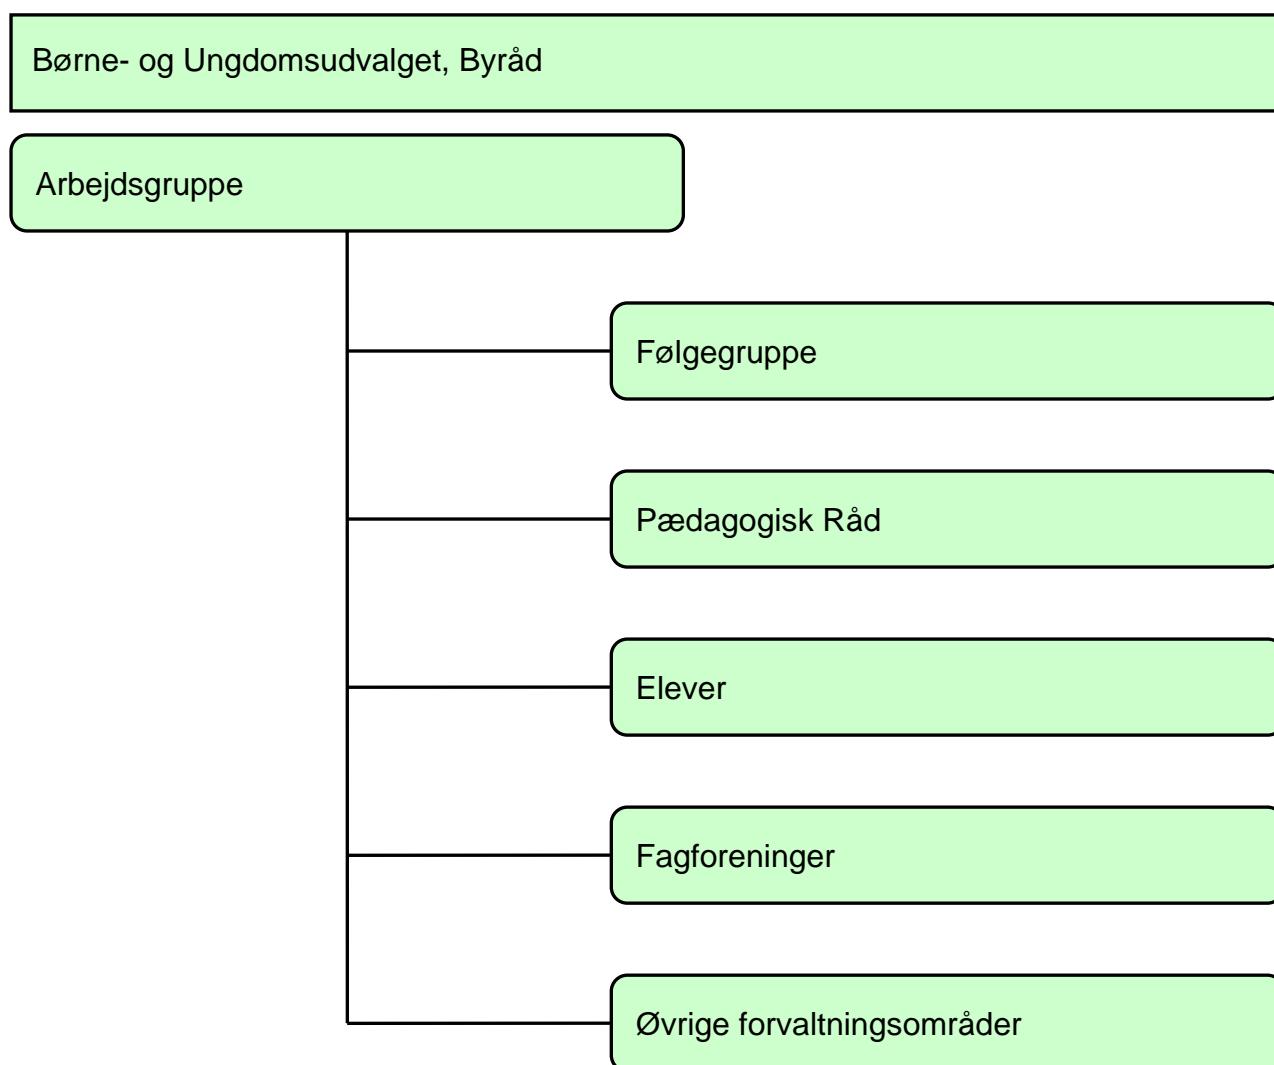 Børne- og Ungdomsudvalget, Byråd
Arbejdsgruppe
Følgegruppe
Pædagogisk Råd
Elever
Fagforeninger
Øvrige forvaltningsområder